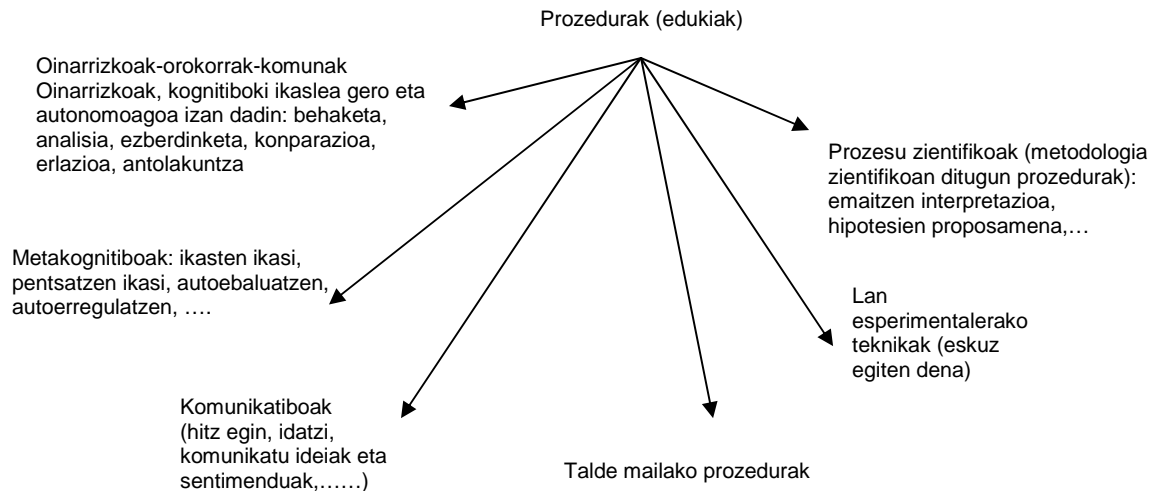 Prozedurak (edukiak)
Oinarrizkoak-orokorrak-komunak
Oinarrizkoak, kognitiboki ikaslea gero eta
autonomoagoa izan dadin: behaketa,
analisia, ezberdinketa, konparazioa,
erlazioa, antolakuntza
Prozesu zientifikoak (metodologia
zientifikoan ditugun prozedurak):
emaitzen interpretazioa,
hipotesien proposamena,…
Metakognitiboak: ikasten ikasi,
pentsatzen ikasi, autoebaluatzen,
autoerregulatzen, ….
Lan
esperimentalerako
teknikak (eskuz
egiten dena)
Komunikatiboak
(hitz egin, idatzi,
komunikatu ideiak eta
sentimenduak,……)
Talde mailako prozedurak